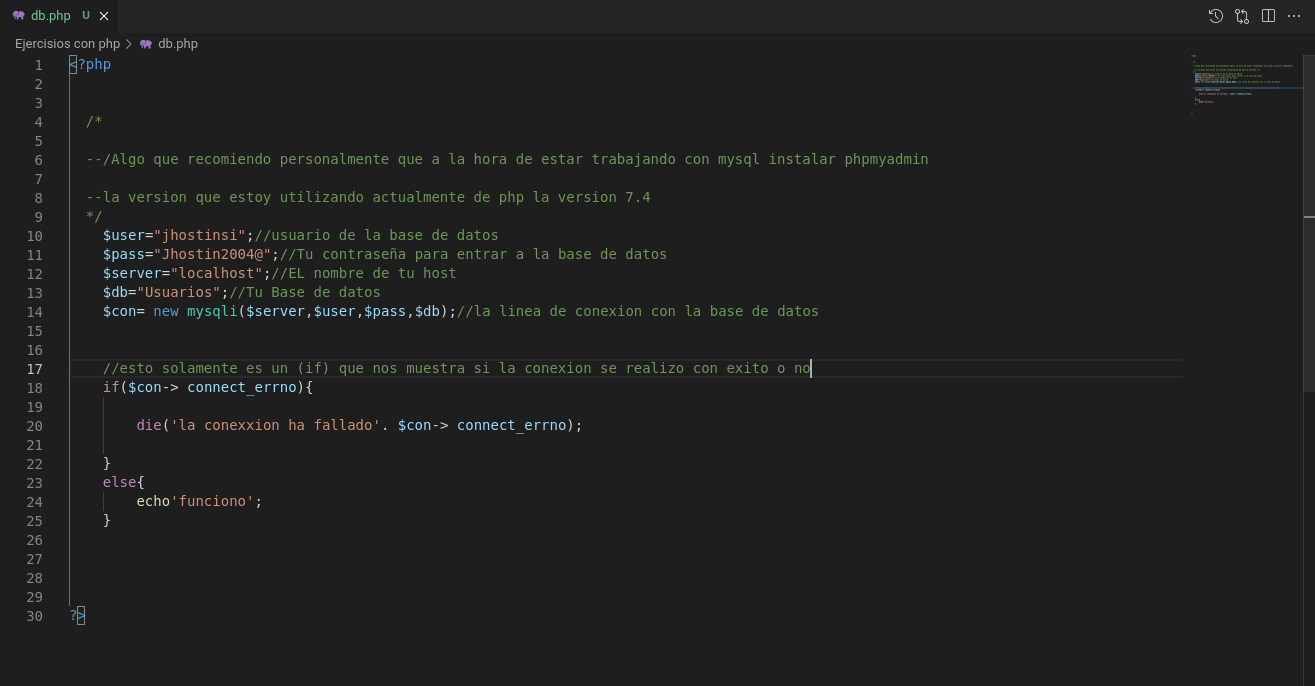 db.php U
Ejercisios con php > db.php
1 <?php
2
3
4 /*
5
6 --/Algo que recomiendo personalmente que a la hora de estar trabajando con mysql instalar phpmyadmin
7
8 --la version que estoy utilizando actualmente de php la version 7.4
9 */
10 $user="jhostinsi";//usuario de la base de datos
11 $pass="Jhostin2004@";//Tu contraseña para entrar a la base de datos
12 $server="localhost";//EL nombre de tu host
13 $db="Usuarios";//Tu Base de datos
14 $con= new mysqli($server,$user,$pass,$db);//la linea de conexion con la base de datos
15
16
17 //esto solamente es un (if) que nos muestra si la conexion se realizo con exito o no
18 if($con-> connect_errno){
19
20 die('la conexxion ha fallado'. $con-> connect_errno);
21
22 }
23 else{
24 echo'funciono';
25 }
26
27
28
29
30 ?>